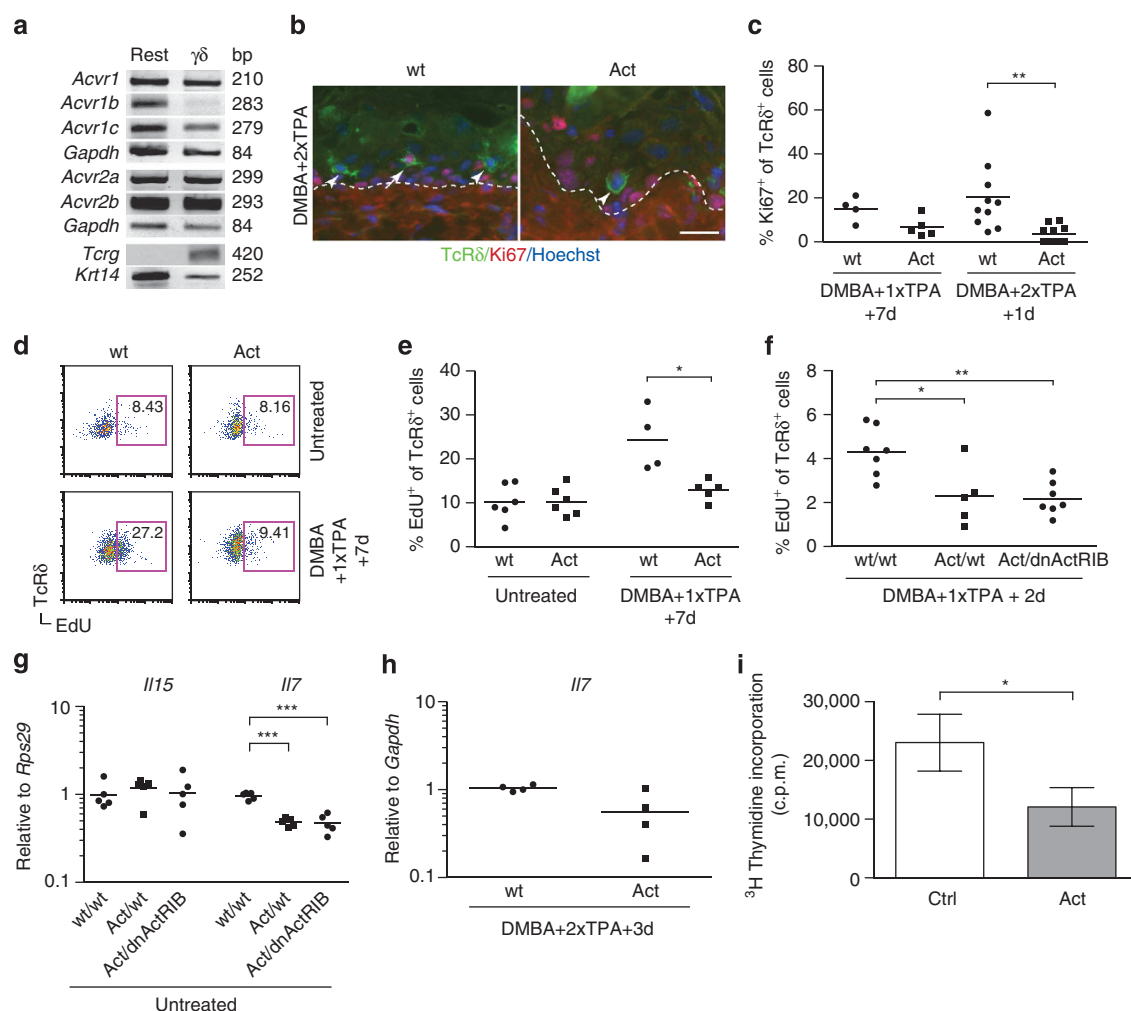 a
Rest γδ bp
Acvr1 210
Acvr1b 283
Acvr1c 279
Gapdh 84
Acvr2a 299
Acvr2b 293
Gapdh 84
Tcrg 420
Krt14 252
b
wt Act
DMBA+2xTPA
TcRδ/Ki67/Hoechst
c
% Ki67+ of TcRδ+ cells
80
60
40
20
0
**
wt Act wt Act
DMBA+1xTPA +7d
DMBA+2xTPA +1d
d
wt Act
8.43 8.16
Untreated
27.2 9.41
DMBA +1xTPA +7d
TcRδ
EdU
e
% EdU+ of TcRδ+ cells
40
30
20
10
0
*
wt Act wt Act
Untreated
DMBA+1xTPA +7d
f
% EdU+ of TcRδ+ cells
8
6
4
2
0
**
*
wt/wt Act/wt Act/dnActRIB
DMBA+1xTPA + 2d
g
Il15 Il7
Relative to Rps29
10
1
0.1
***
***
wt/wt Act/wt Act/dnActRIB wt/wt Act/wt Act/dnActRIB
Untreated
h
Il7
Relative to Gapdh
10
1
0.1
wt Act
DMBA+2xTPA+3d
i
3H Thymidine incorporation
(c.p.m.)
30,000
20,000
10,000
0
*
Ctrl Act